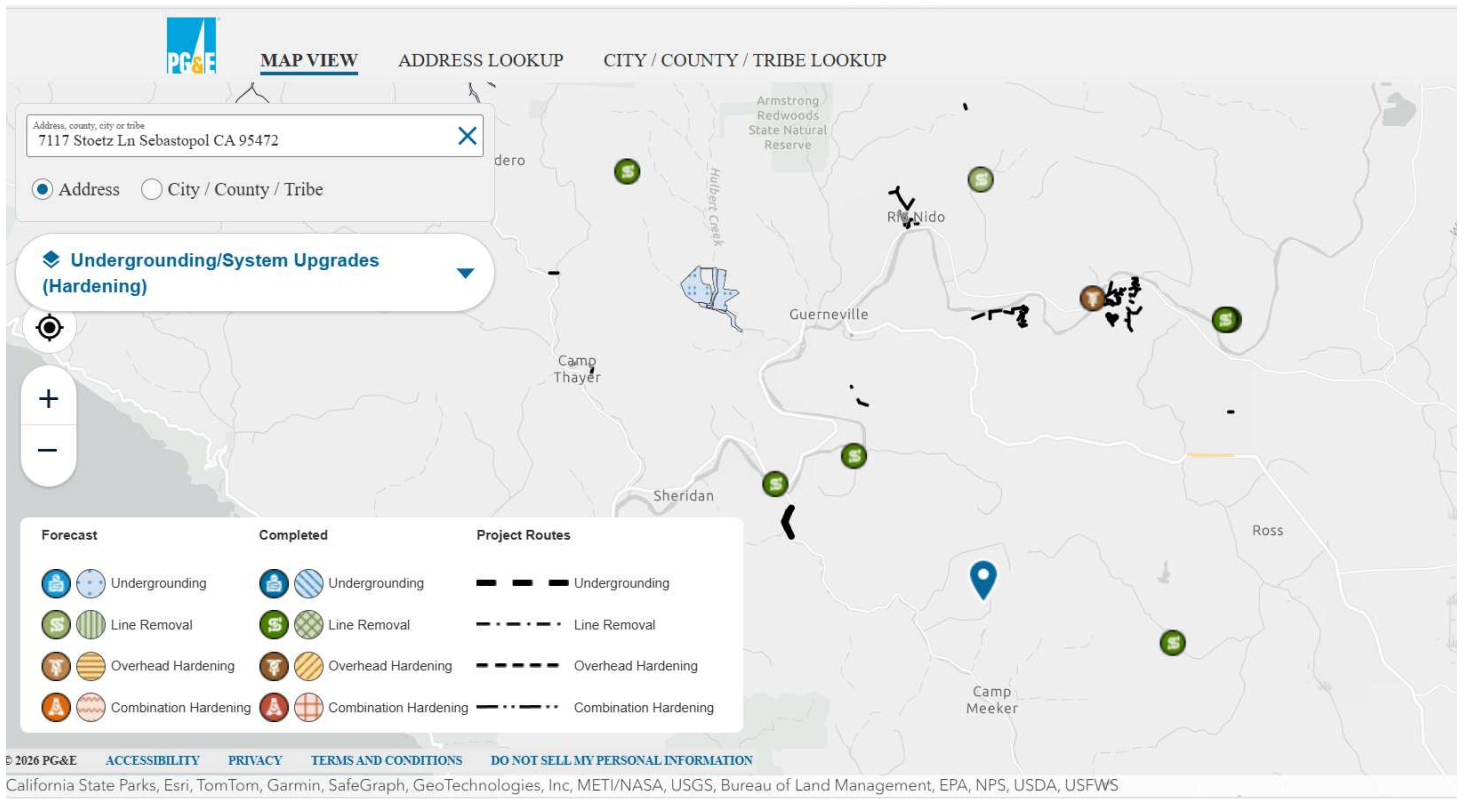 PG&E
MAP VIEW
ADDRESS LOOKUP
CITY / COUNTY / TRIBE LOOKUP
Address, county, city or tribe
7117 Stoetz Ln Sebastopol CA 95472
Address
City / County / Tribe
Undergrounding/System Upgrades
(Hardening)
dero
Armstrong
Redwoods
State Natural
Reserve
Hulbert Creek
Rio Nido
Guerneville
Camp
Thayer
Sheridan
Ross
Camp
Meeker
Forecast
Completed
Project Routes
Undergrounding
Undergrounding
Undergrounding
Line Removal
Line Removal
Line Removal
Overhead Hardening
Overhead Hardening
Overhead Hardening
Combination Hardening
Combination Hardening
Combination Hardening
© 2026 PG&E
ACCESSIBILITY
PRIVACY
TERMS AND CONDITIONS
DO NOT SELL MY PERSONAL INFORMATION
California State Parks, Esri, TomTom, Garmin, SafeGraph, GeoTechnologies, Inc, METI/NASA, USGS, Bureau of Land Management, EPA, NPS, USDA, USFWS